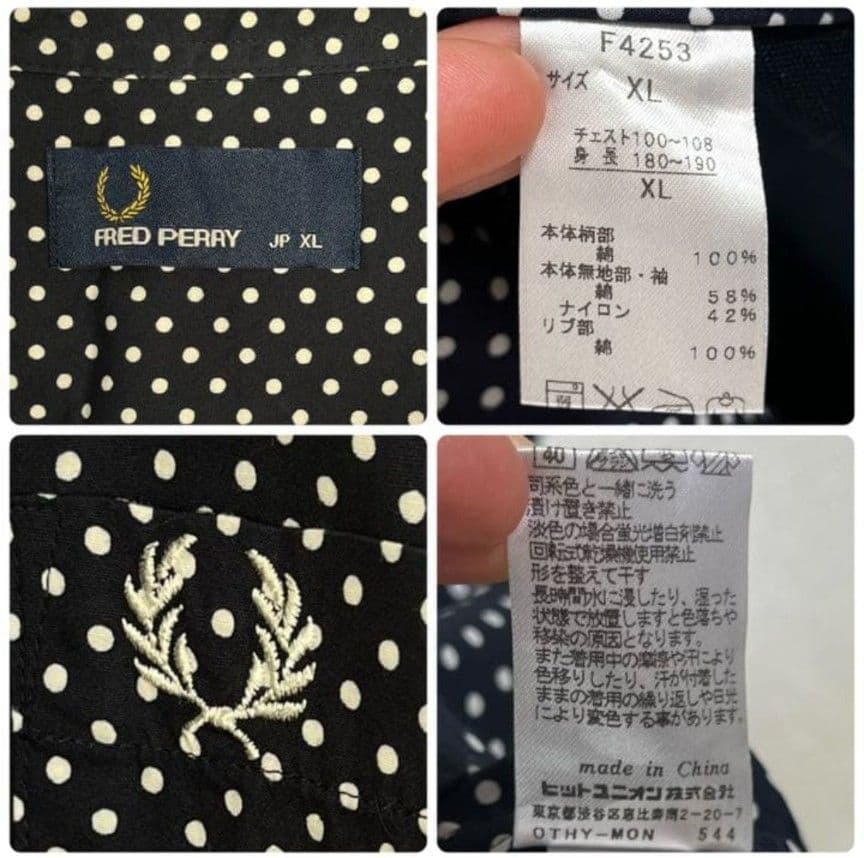 FRED PERRY JP XL
F4253
サイズ XL
チェスト100~108
身長 180~190
XL
本体柄部
綿 100%
本体無地部・袖
綿 58%
ナイロン 42%
リブ部
綿 100%
40
同系色と一緒に洗う
漬け置き禁止
淡色の場合蛍光増白剤禁止
回転式乾燥機使用禁止
形を整えて干す
長時間水に浸したり、湿った
状態で放置しますと色落ちや
移染の原因となります。
また着用中の摩擦や汗により
色移りしたり、汗が付着した
ままの着用の繰り返しや日光
により変色する事があります。
made in China
ヒットユニオン株式会社
東京都渋谷区恵比寿南2-20-7
OTHY-MON 544